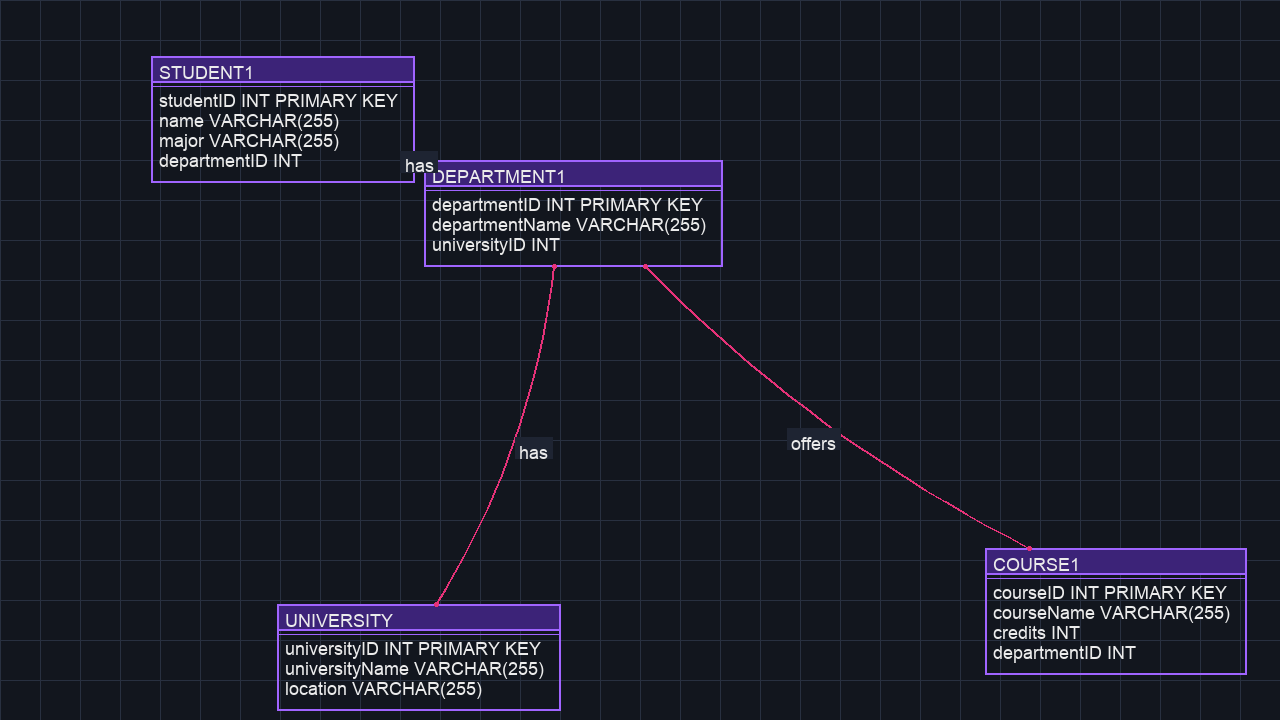 STUDENT1
studentID INT PRIMARY KEY
name VARCHAR(255)
major VARCHAR(255)
departmentID INT
has
DEPARTMENT1
departmentID INT PRIMARY KEY
departmentName VARCHAR(255)
universityID INT
has
offers
UNIVERSITY
universityID INT PRIMARY KEY
universityName VARCHAR(255)
location VARCHAR(255)
COURSE1
courseID INT PRIMARY KEY
courseName VARCHAR(255)
credits INT
departmentID INT